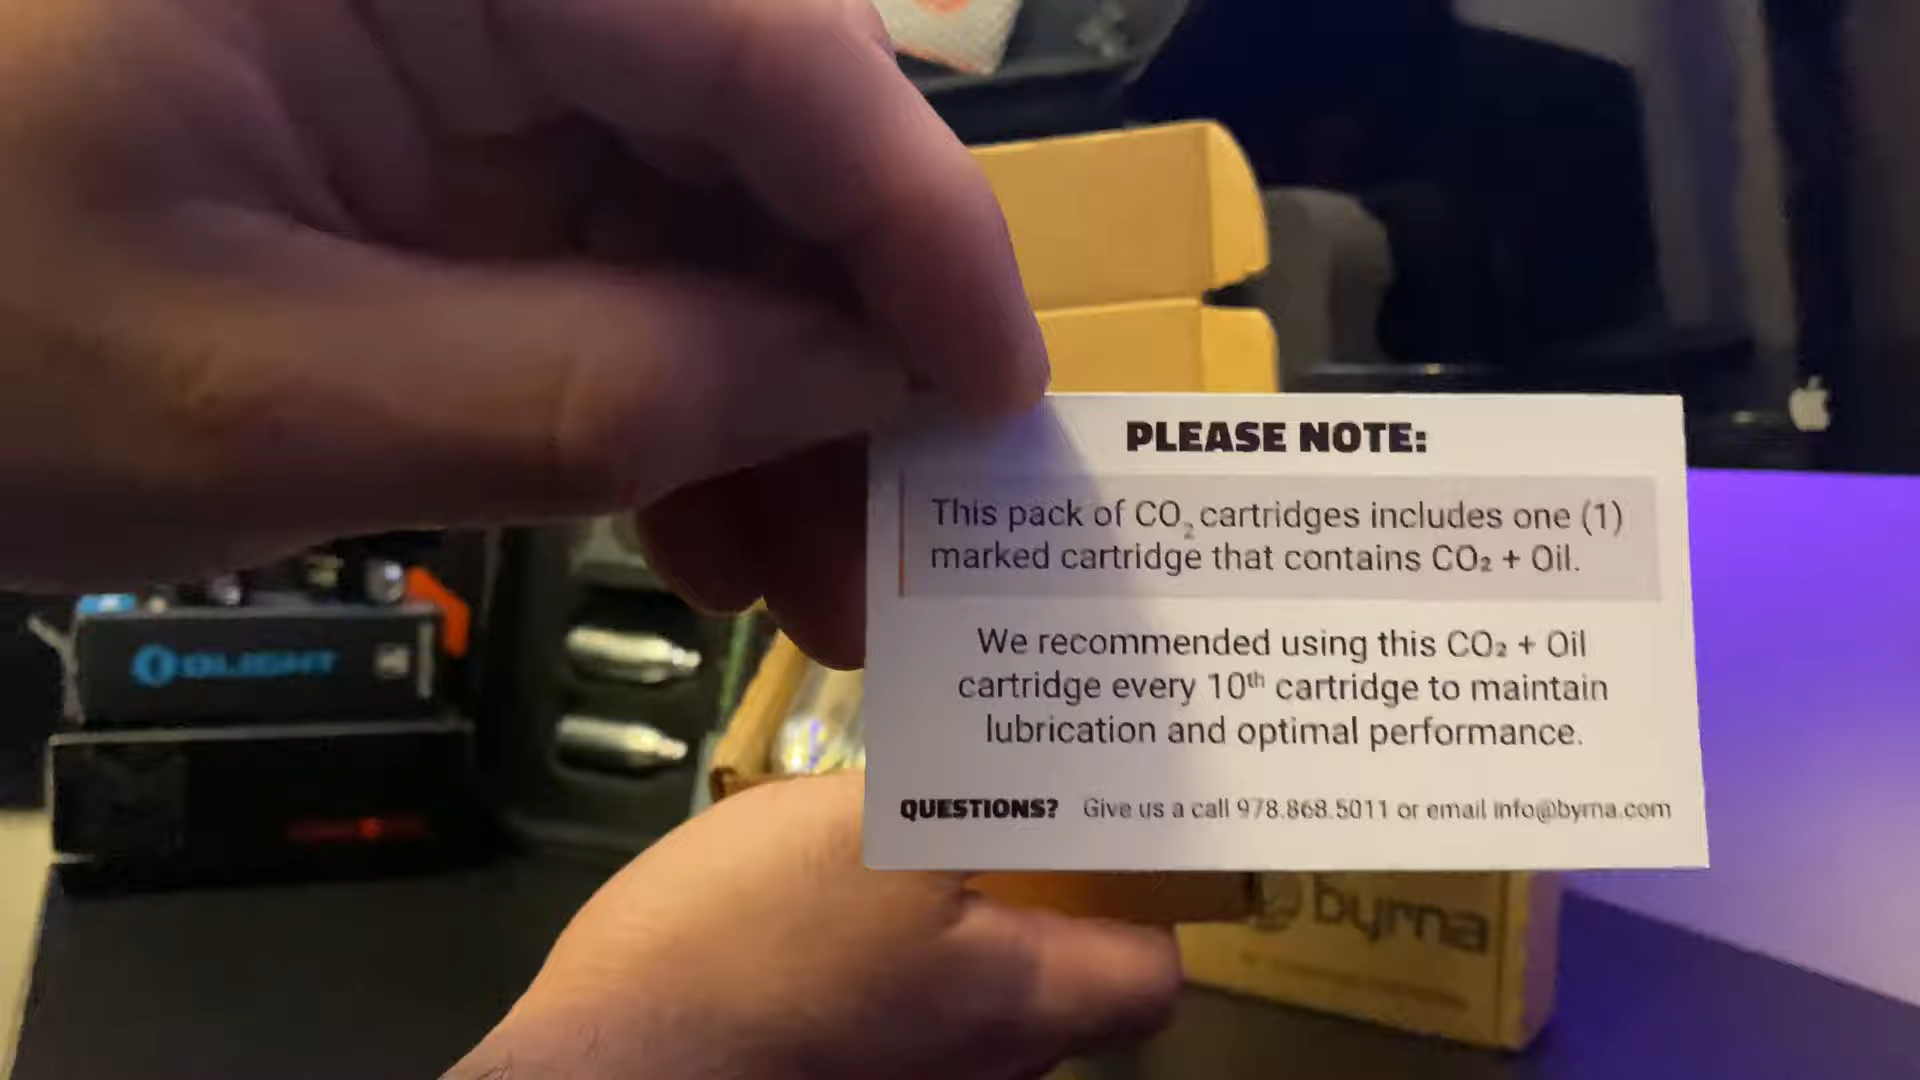 PLEASE NOTE:
This pack of CO₂ cartridges includes one (1)
marked cartridge that contains CO₂ + Oil.
We recommended using this CO₂ + Oil
cartridge every 10ᵗʰ cartridge to maintain
lubrication and optimal performance.
QUESTIONS? Give us a call 978.868.5011 or email info@byrna.com
OLIGHT
byrna